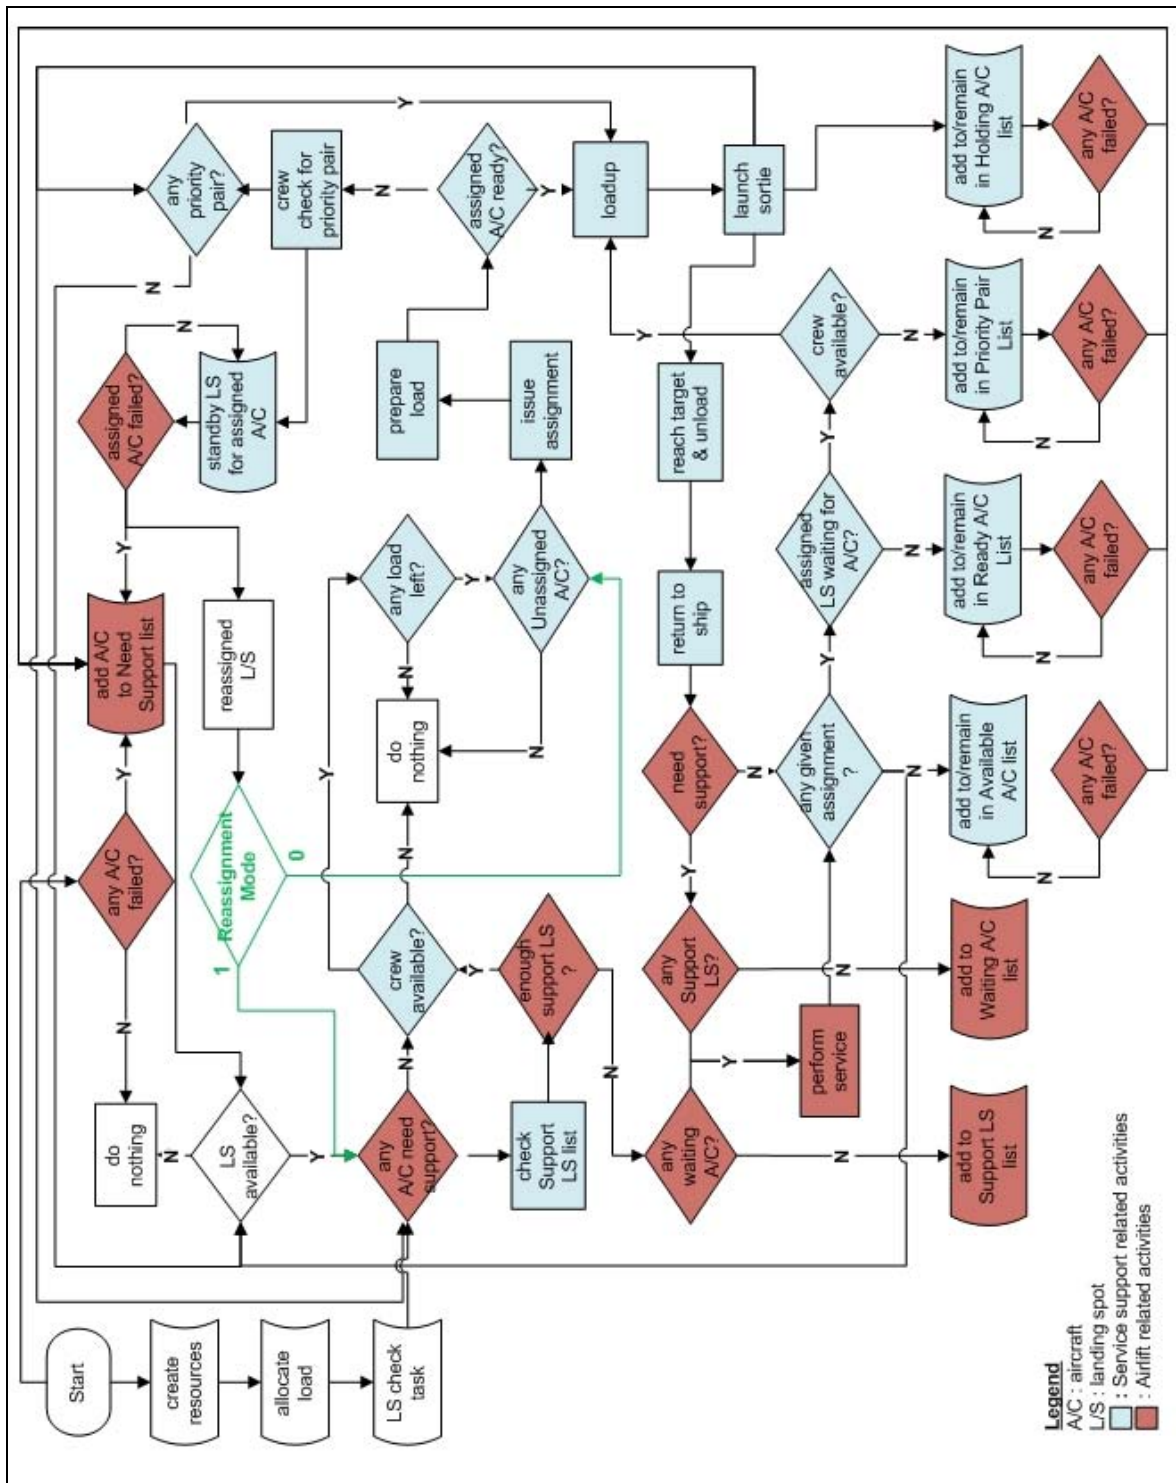 Start
create
resources
allocate
load
LS check
task
do
nothing
N
any A/C
failed?
Y
add A/C
to Need
Support list
Y
assigned
A/C failed?
N
standby LS
for assigned
A/C
N
any
priority
pair?
Y
LS
available?
N
Y
1
Reassignment
Mode
0
reassigned
L/S
crew
check for
priority pair
N
any
A/C need
support?
N
crew
available?
Y
N
do
nothing
N
any load
left?
Y
N
any
Unassigned
A/C?
prepare
load
issue
assignment
assigned
A/C ready?
Y
check
Support
LS list
enough
support LS
?
Y
N
loadup
launch
sortie
any
waiting
A/C?
Y
N
any
Support
LS?
Y
N
need
support?
N
return to
ship
reach target
& unload
perform
service
any given
assignment
?
Y
N
assigned
LS waiting for
A/C?
Y
N
crew
available?
Y
N
add to
Support LS
list
add to
Waiting A/C
list
add to/remain
in Available
A/C list
add to/remain
in Ready A/C
List
add to/remain
in Priority Pair
List
add to/remain
in Holding A/C
list
N
any A/C
failed?
N
any A/C
failed?
N
any A/C
failed?
N
any A/C
failed?
Legend
A/C : aircraft
L/S : landing spot
: Service support related activities
: Airlift related activities